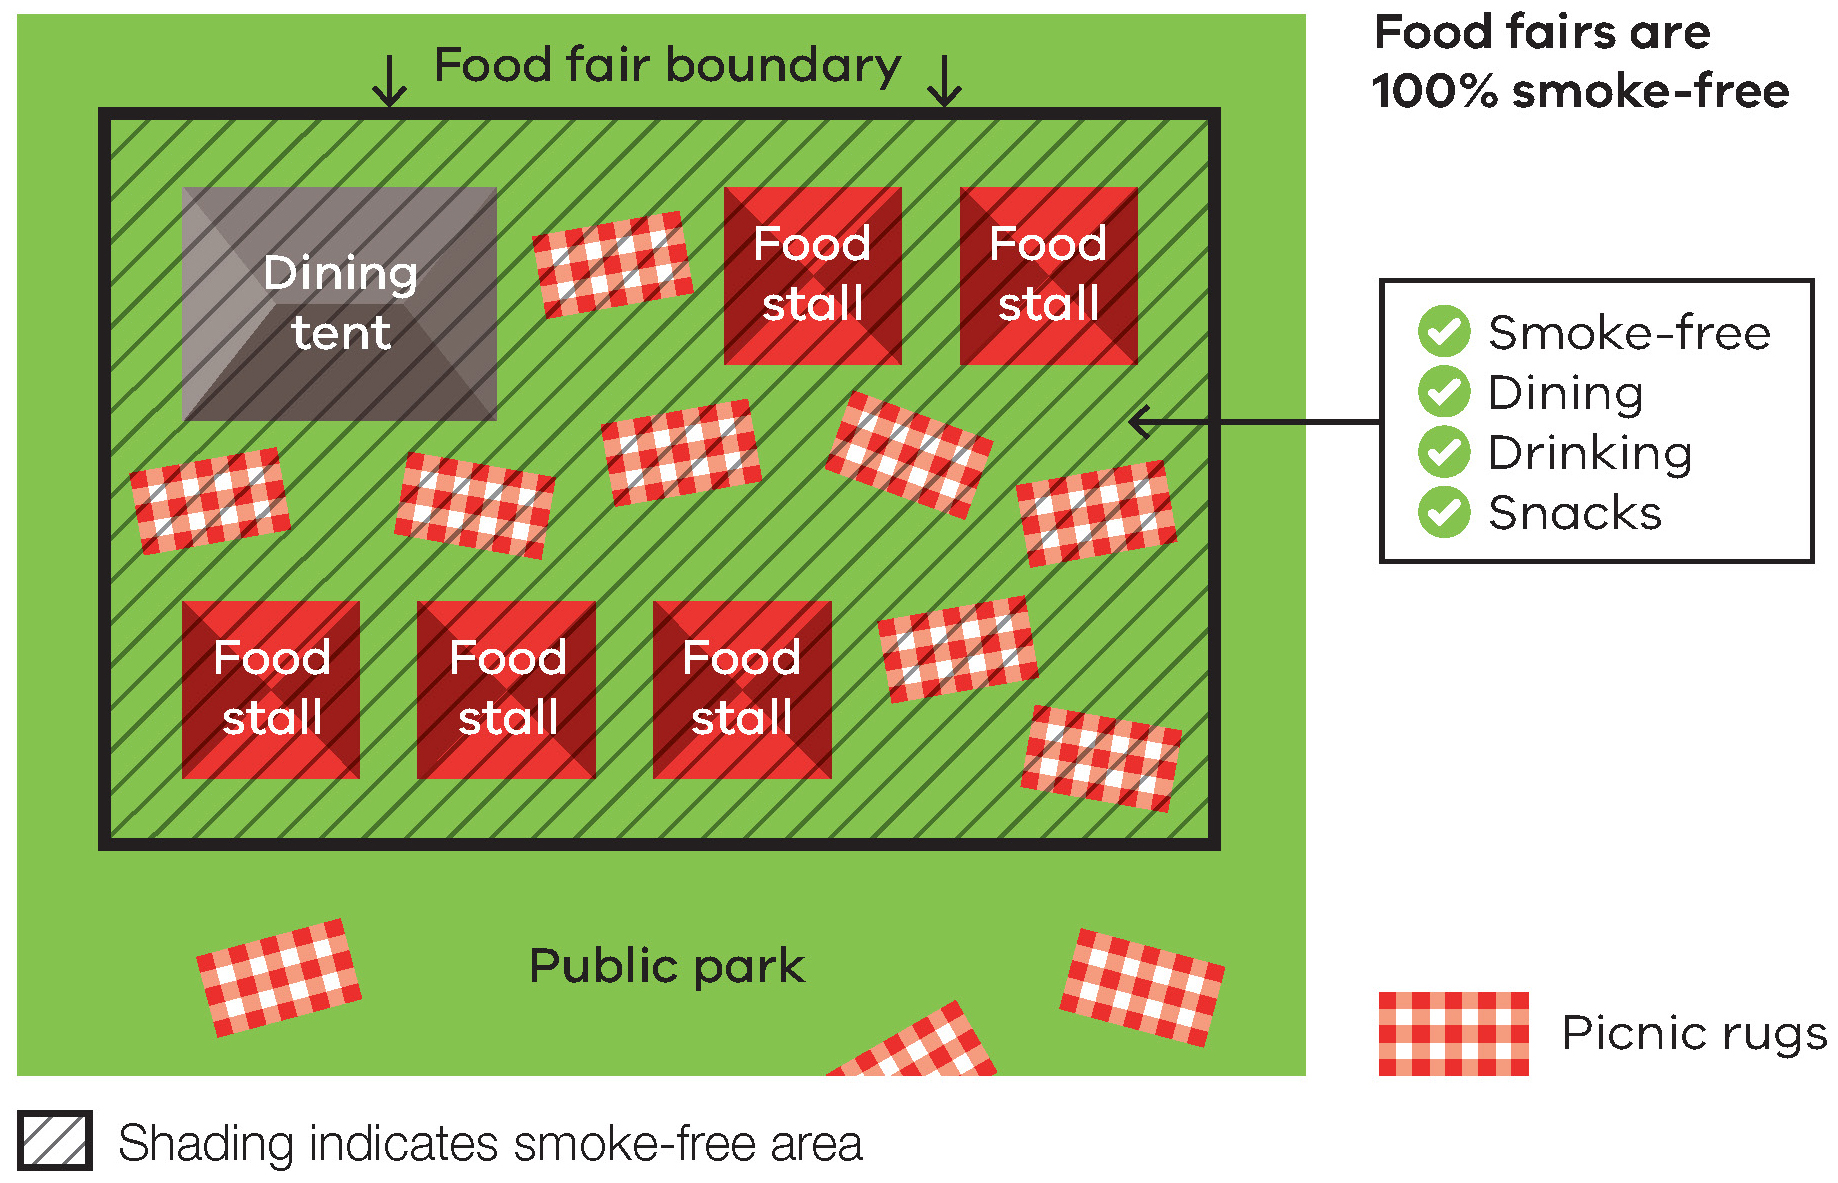 Food fair boundary
Food fairs are
100% smoke-free
Dining
tent
Food
stall
Food
stall
Smoke-free
Dining
Drinking
Snacks
Food
stall
Food
stall
Food
stall
Public park
Picnic rugs
Shading indicates smoke-free area